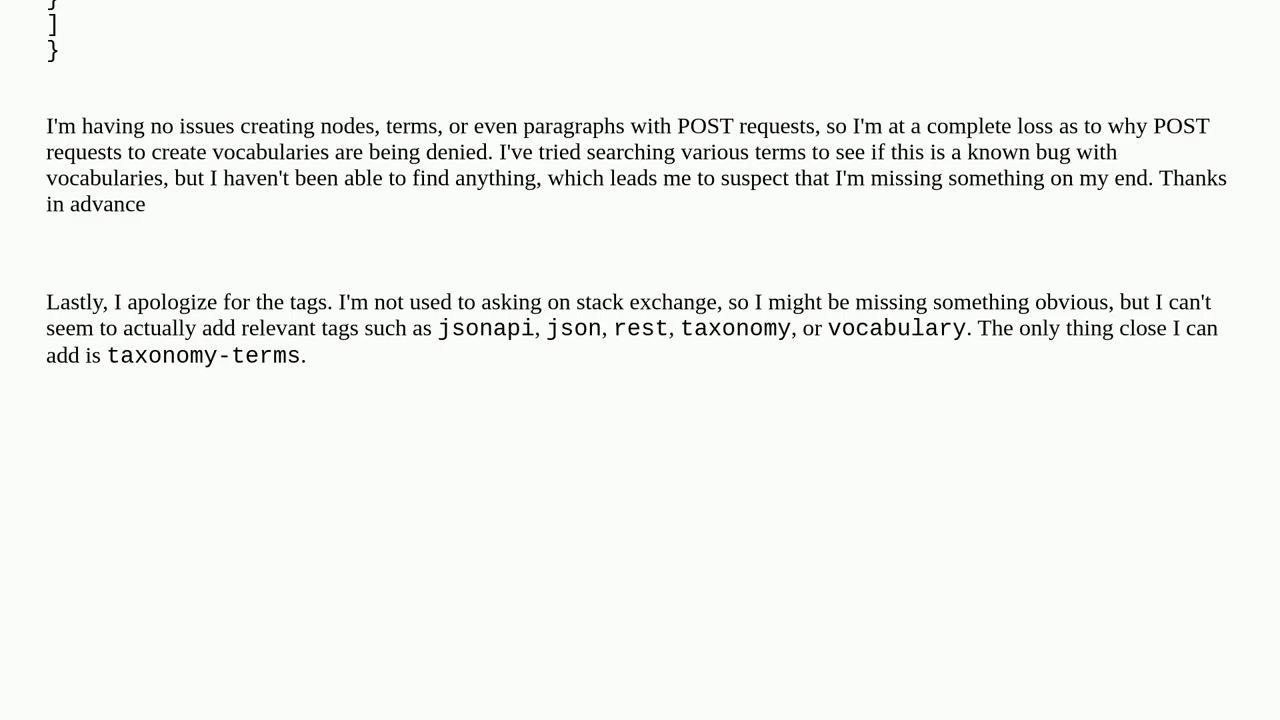 }
]
}
I'm having no issues creating nodes, terms, or even paragraphs with POST requests, so I'm at a complete loss as to why POST
requests to create vocabularies are being denied. I've tried searching various terms to see if this is a known bug with
vocabularies, but I haven't been able to find anything, which leads me to suspect that I'm missing something on my end. Thanks
in advance
Lastly, I apologize for the tags. I'm not used to asking on stack exchange, so I might be missing something obvious, but I can't
seem to actually add relevant tags such as jsonapi, json, rest, taxonomy, or vocabulary. The only thing close I can
add is taxonomy-terms.